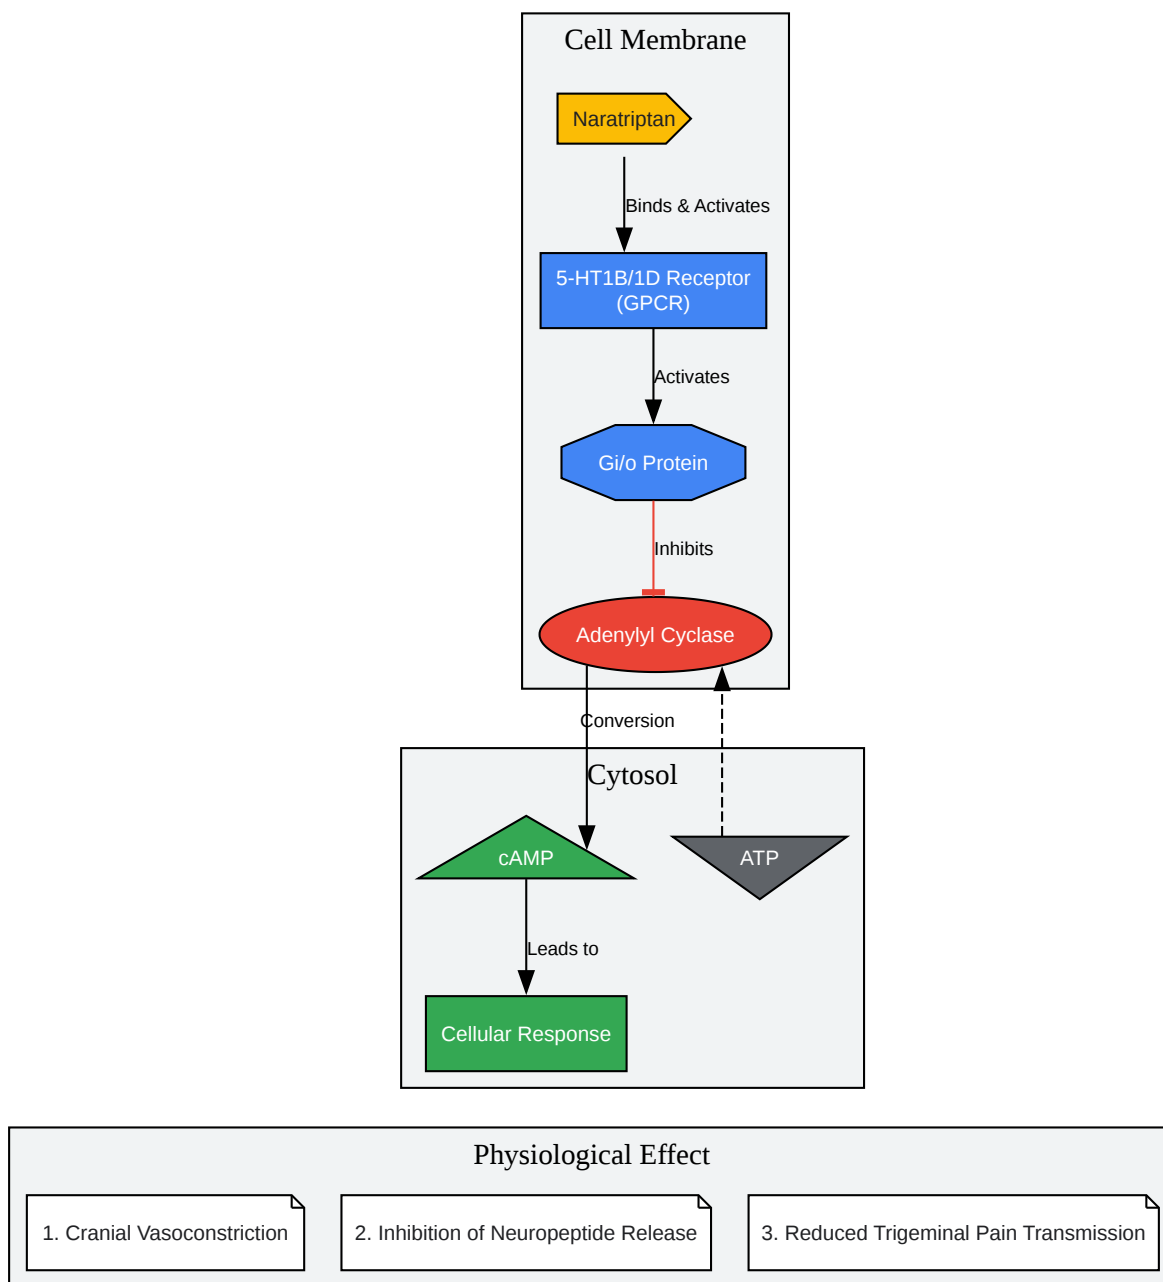 Cell Membrane
Naratriptan
Binds & Activates
5-HT1B/1D Receptor
(GPCR)
Activates
Gi/o Protein
Inhibits
Adenylyl Cyclase
Conversion
Cytosol
cAMP
ATP
Leads to
Cellular Response
Physiological Effect
1. Cranial Vasoconstriction
2. Inhibition of Neuropeptide Release
3. Reduced Trigeminal Pain Transmission